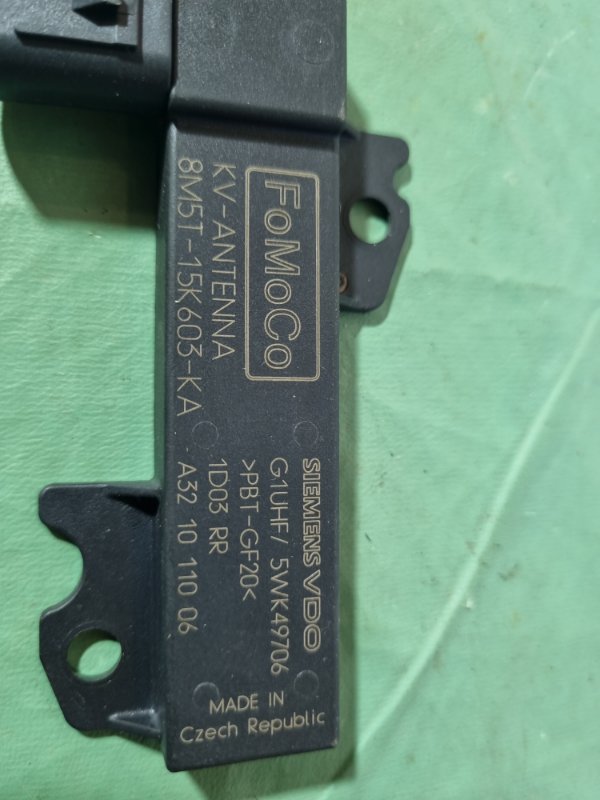 FoMoCo
KV-ANTENNA
8M5T-15K603-KA
SIEMENS VDO
G1UHF/ 5WK49706
>PBT-GF20<
1D03 RR
A32 10 110 06
MADE IN
Czech Republic